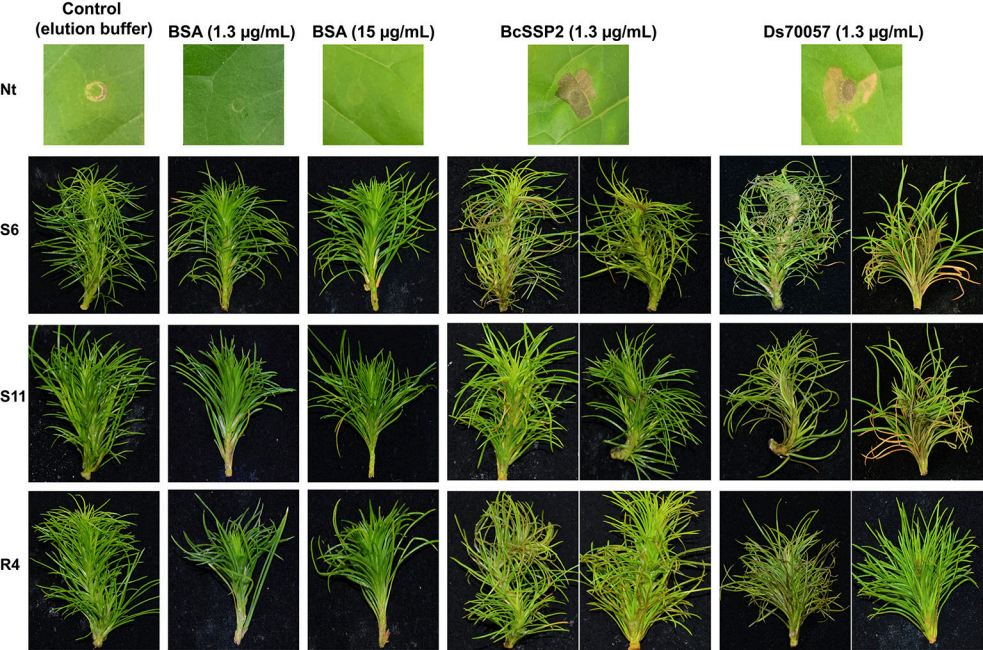 Control
(elution buffer)
BSA (1.3 µg/mL)
BSA (15 µg/mL)
BcSSP2 (1.3 µg/mL)
Ds70057 (1.3 µg/mL)
Nt
S6
S11
R4